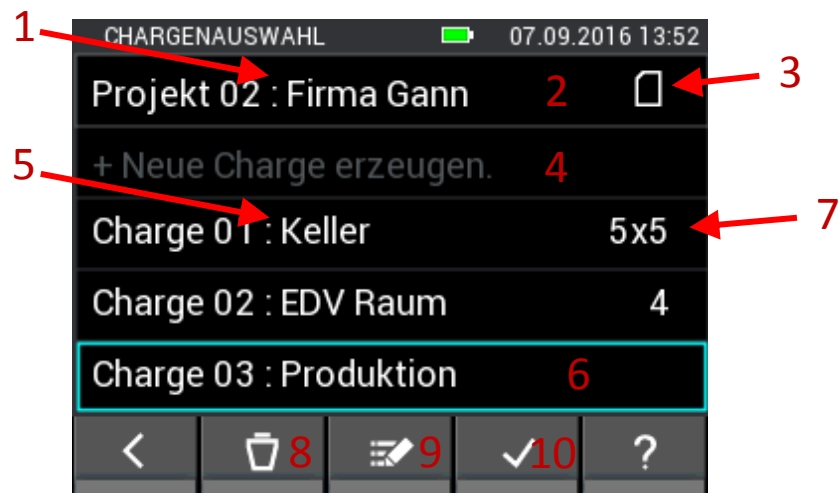 1
CHARGENAUSWAHL 07.09.2016 13:52
Projekt 02 : Firma Gann 2
3
+ Neue Charge erzeugen. 4
5
Charge 01 : Keller 5x5
7
Charge 02 : EDV Raum 4
Charge 03 : Produktion 6
< 8 9 10 ?